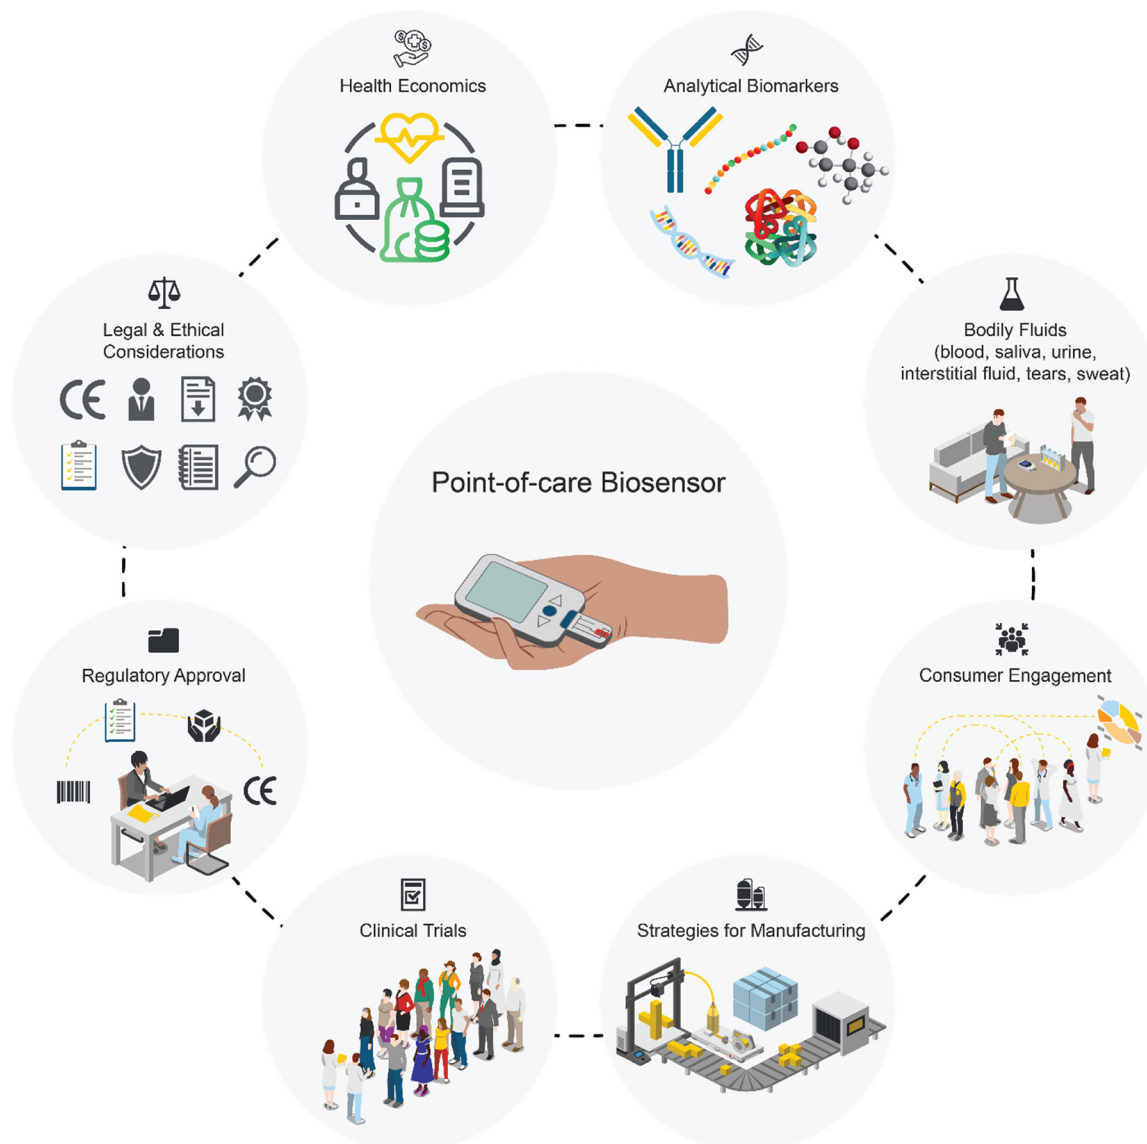 Health Economics
Analytical Biomarkers
Legal & Ethical
Considerations
CE
Bodily Fluids
(blood, saliva, urine,
interstitial fluid, tears, sweat)
Point-of-care Biosensor
Regulatory Approval
CE
Consumer Engagement
Clinical Trials
Strategies for Manufacturing